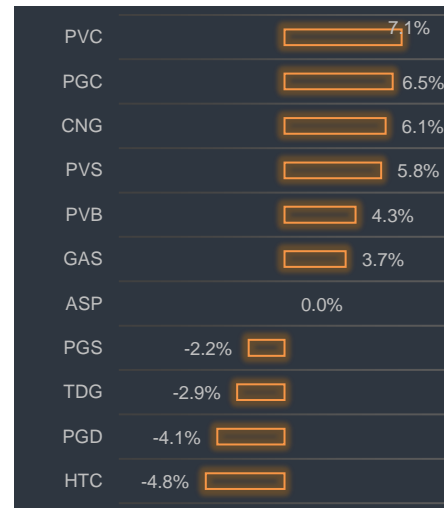 PVC 7.1%
PGC 6.5%
CNG 6.1%
PVS 5.8%
PVB 4.3%
GAS 3.7%
ASP 0.0%
PGS -2.2%
TDG -2.9%
PGD -4.1%
HTC -4.8%